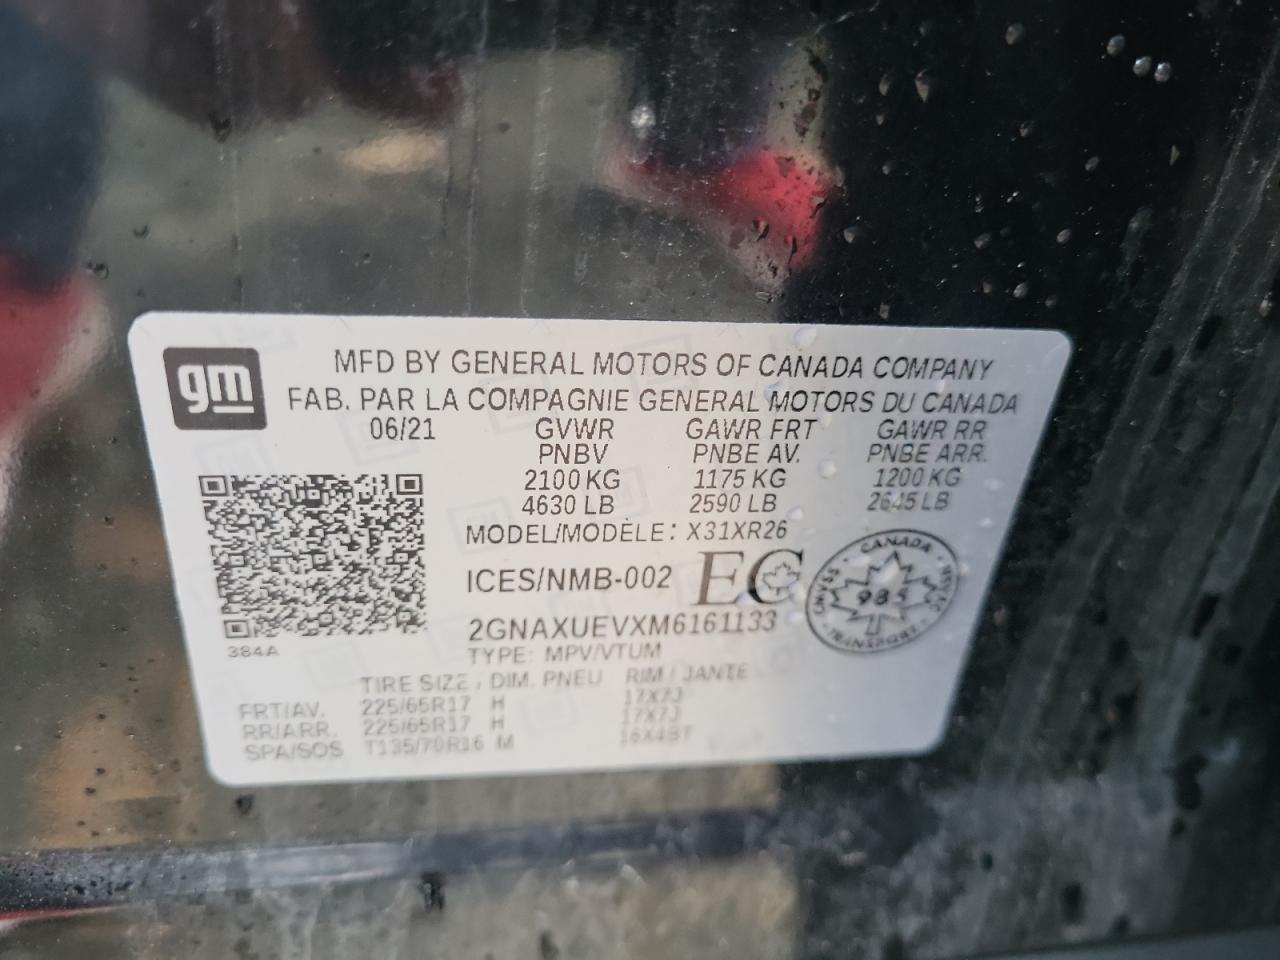 gm
MFD BY GENERAL MOTORS OF CANADA COMPANY
FAB. PAR LA COMPAGNIE GENERAL MOTORS DU CANADA
06/21 GVWR GAWR FRT GAWR RR
PNBV PNBE AV. PNBE ARR.
2100 KG 1175 KG 1200 KG
4630 LB 2590 LB 2645 LB
MODEL/MODÈLE: X31XR26
ICES/NMB-002 EC
CANADA
985
TRANSPORT
2GNAXUEVXM6161133
384A
TYPE: MPV/VTUM
TIRE SIZE / DIM. PNEU RIM / JANTE
FRT/AV. 225/65R17 H 17X7J
RR/ARR. 225/65R17 H 17X7J
SPA/SOS T135/70R16 M 16X4BT